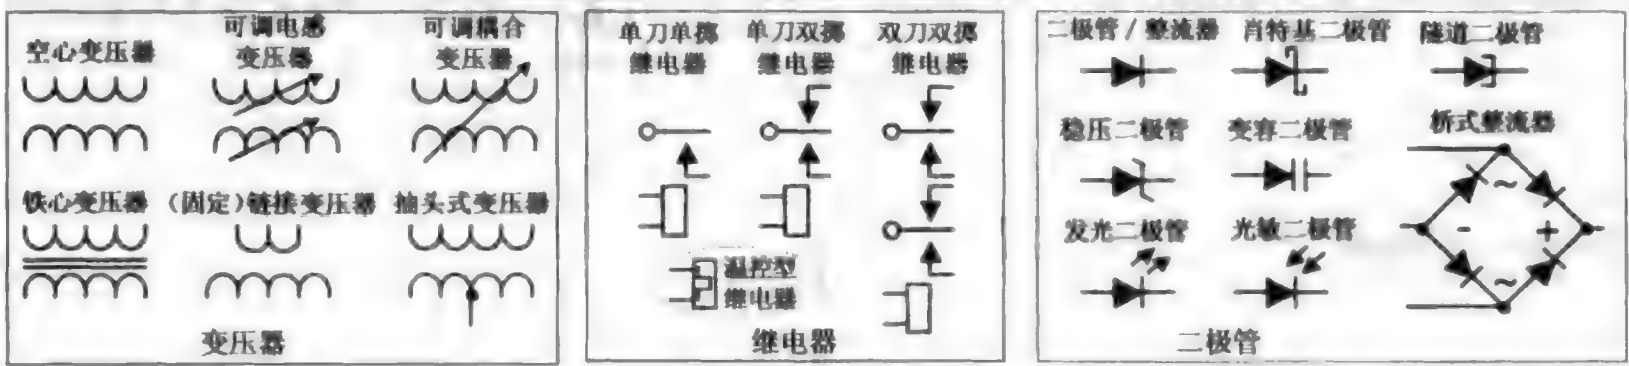 空心变压器
可调电感
变压器
可调耦合
变压器
铁心变压器
(固定)链接变压器
抽头式变压器
变压器
单刀单掷
继电器
单刀双掷
继电器
双刀双掷
继电器
温控型
继电器
继电器
二极管/整流器
肖特基二极管
隧道二极管
稳压二极管
变容二极管
桥式整流器
发光二极管
光敏二极管
~
- +
~
二极管